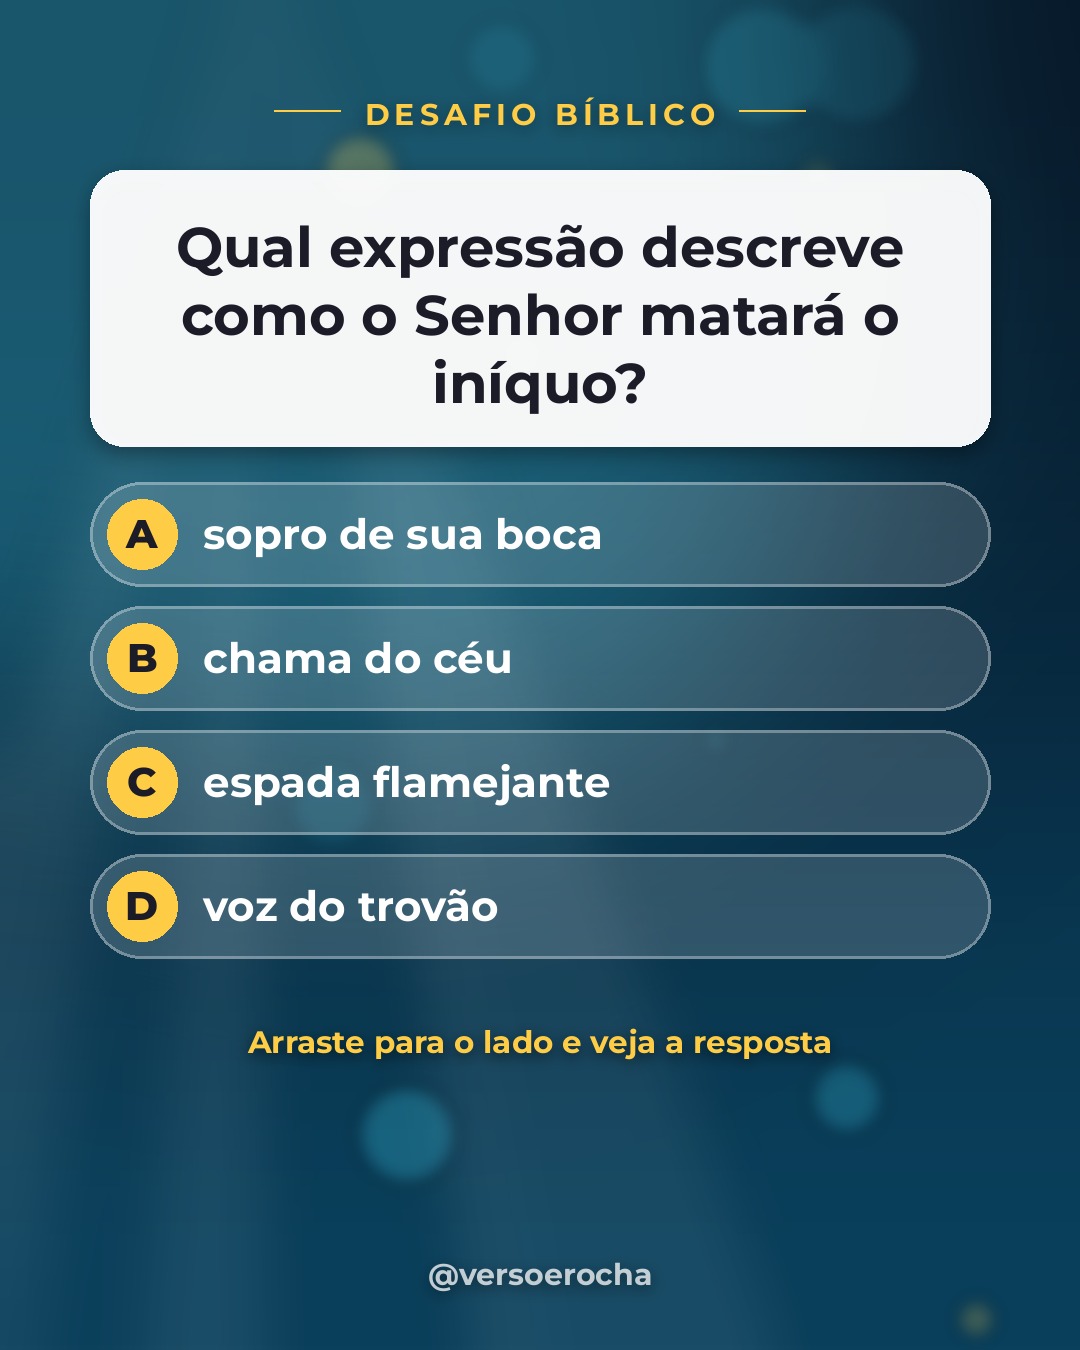 DESAFIO BÍBLICO
Qual expressão descreve
como o Senhor matará o
iníquo?
A sopro de sua boca
B chama do céu
C espada flamejante
D voz do trovão
Arraste para o lado e veja a resposta
@versoerocha